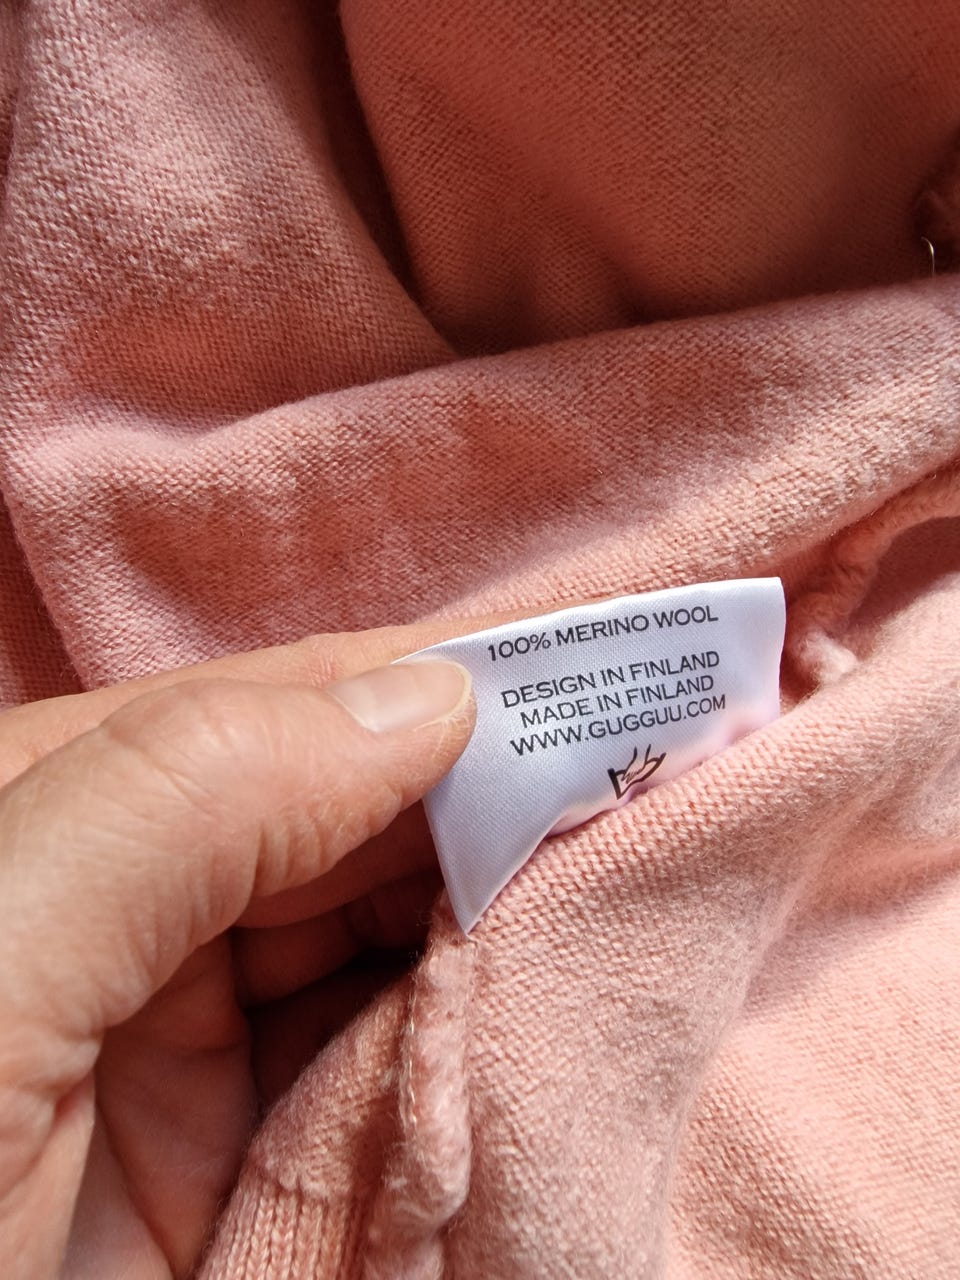 100% MERINO WOOL
DESIGN IN FINLAND
MADE IN FINLAND
WWW.GUGGUU.COM